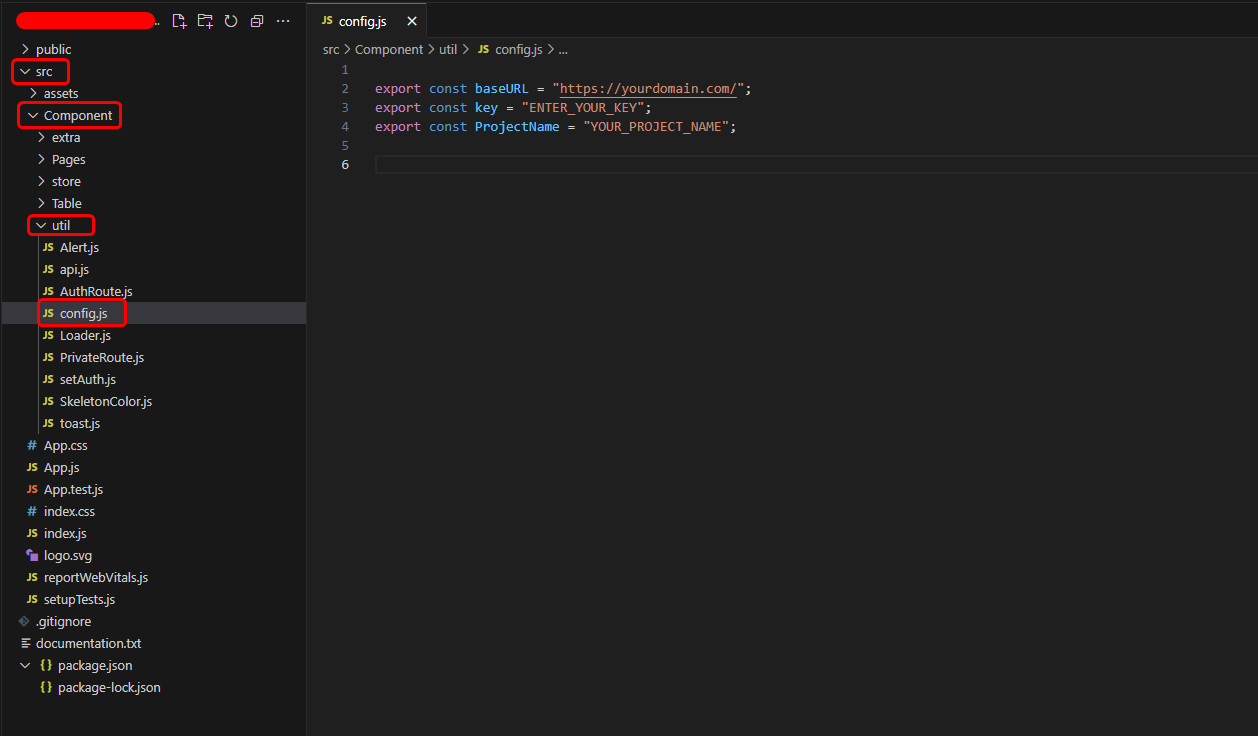 public
src
assets
Component
extra
Pages
store
Table
util
JS Alert.js
JS api.js
JS AuthRoute.js
JS config.js
JS Loader.js
JS PrivateRoute.js
JS setAuth.js
JS SkeletonColor.js
JS toast.js
# App.css
JS App.js
JS App.test.js
# index.css
JS index.js
logo.svg
JS reportWebVitals.js
JS setupTests.js
.gitignore
documentation.txt
{} package.json
{} package-lock.json
JS config.js
src > Component > util > JS config.js > ...
1
2 export const baseURL = "https://yourdomain.com/";
3 export const key = "ENTER_YOUR_KEY";
4 export const ProjectName = "YOUR_PROJECT_NAME";
5
6